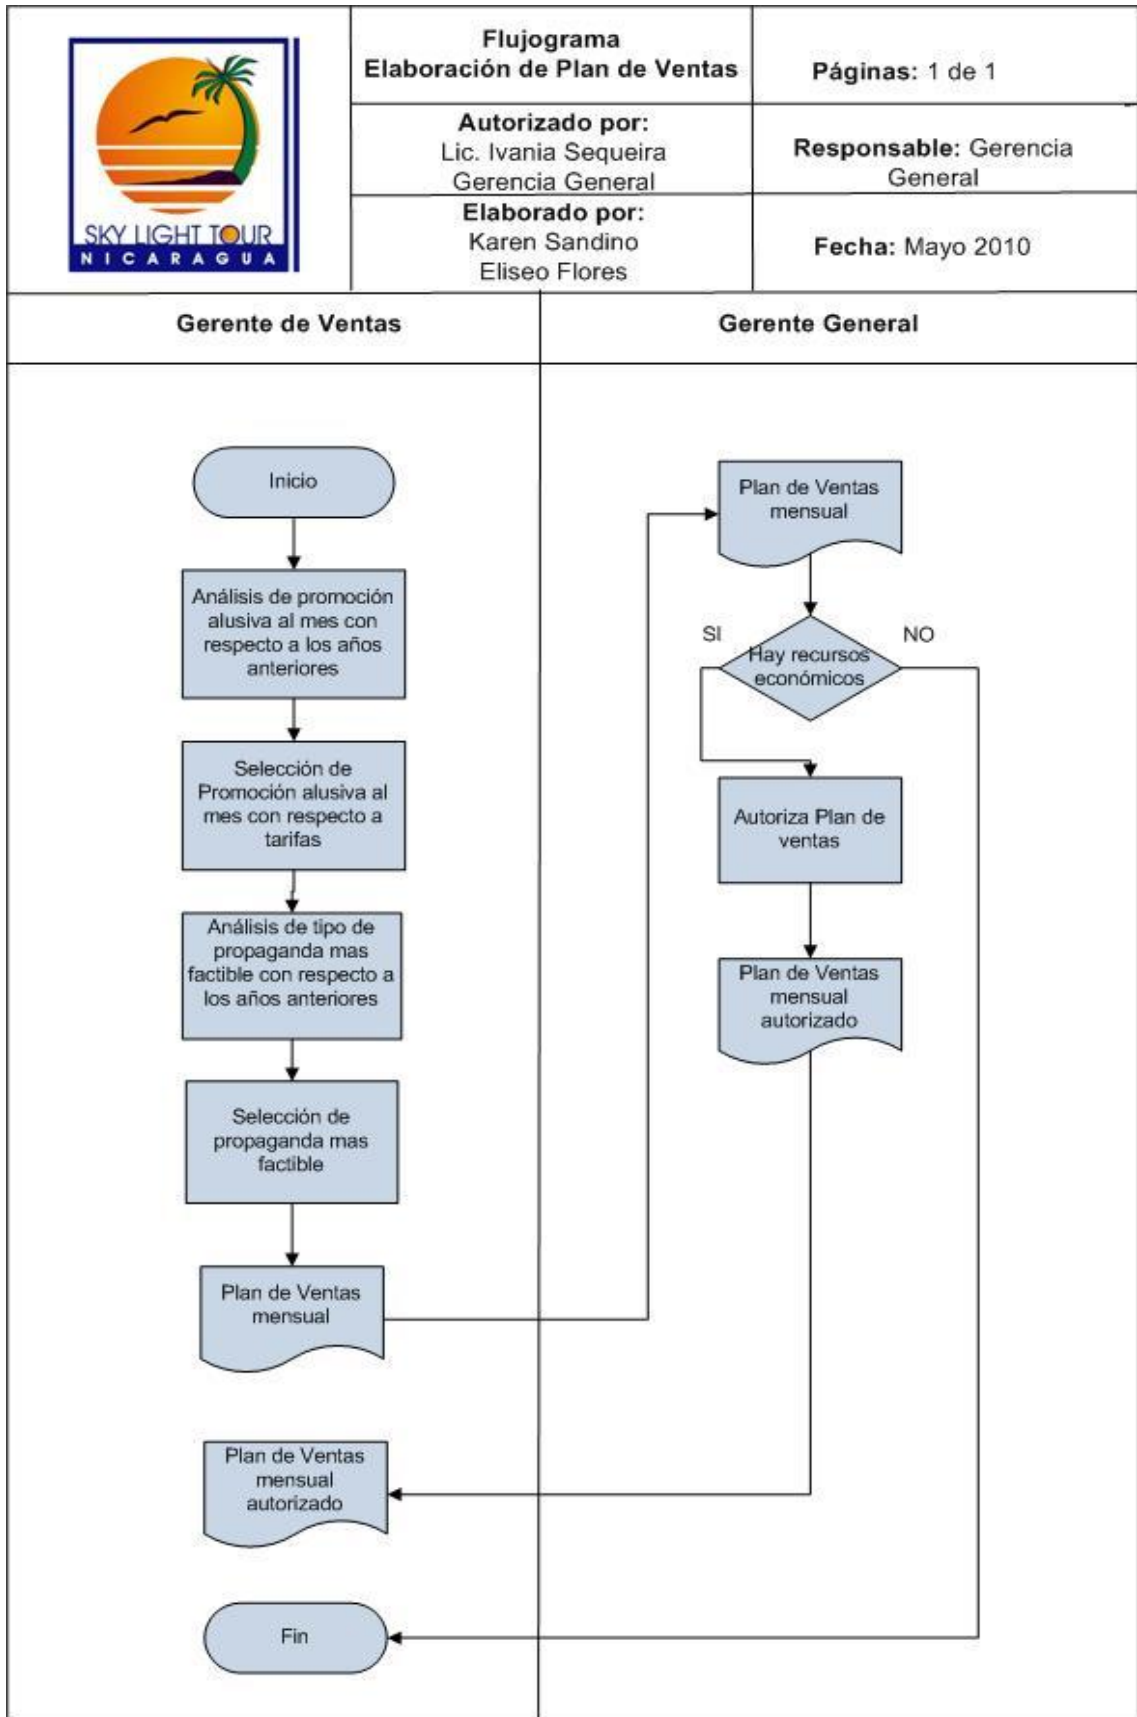 SKY LIGHT TOUR
NICARAGUA
Flujograma
Elaboración de Plan de Ventas
Páginas: 1 de 1
Autorizado por:
Lic. Ivania Sequeira
Gerencia General
Responsable: Gerencia
General
Elaborado por:
Karen Sandino
Eliseo Flores
Fecha: Mayo 2010
Gerente de Ventas
Gerente General
Inicio
Análisis de promoción
alusiva al mes con
respecto a los años
anteriores
Selección de
Promoción alusiva al
mes con respecto a
tarifas
Análisis de tipo de
propaganda mas
factible con respecto a
los años anteriores
Selección de
propaganda mas
factible
Plan de Ventas
mensual
Plan de Ventas
mensual
SI
NO
Hay recursos
económicos
Autoriza Plan de
ventas
Plan de Ventas
mensual
autorizado
Plan de Ventas
mensual
autorizado
Fin